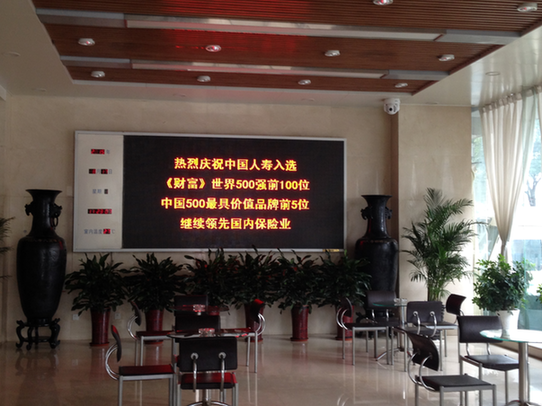 热烈庆祝中国人寿入选
《财富》世界500强前100位
中国500最具价值品牌前5位
继续领先国内保险业